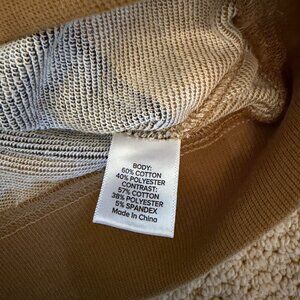 BODY:
60% COTTON
40% POLYESTER
CONTRAST:
57% COTTON
38% POLYESTER
5% SPANDEX
Made In China